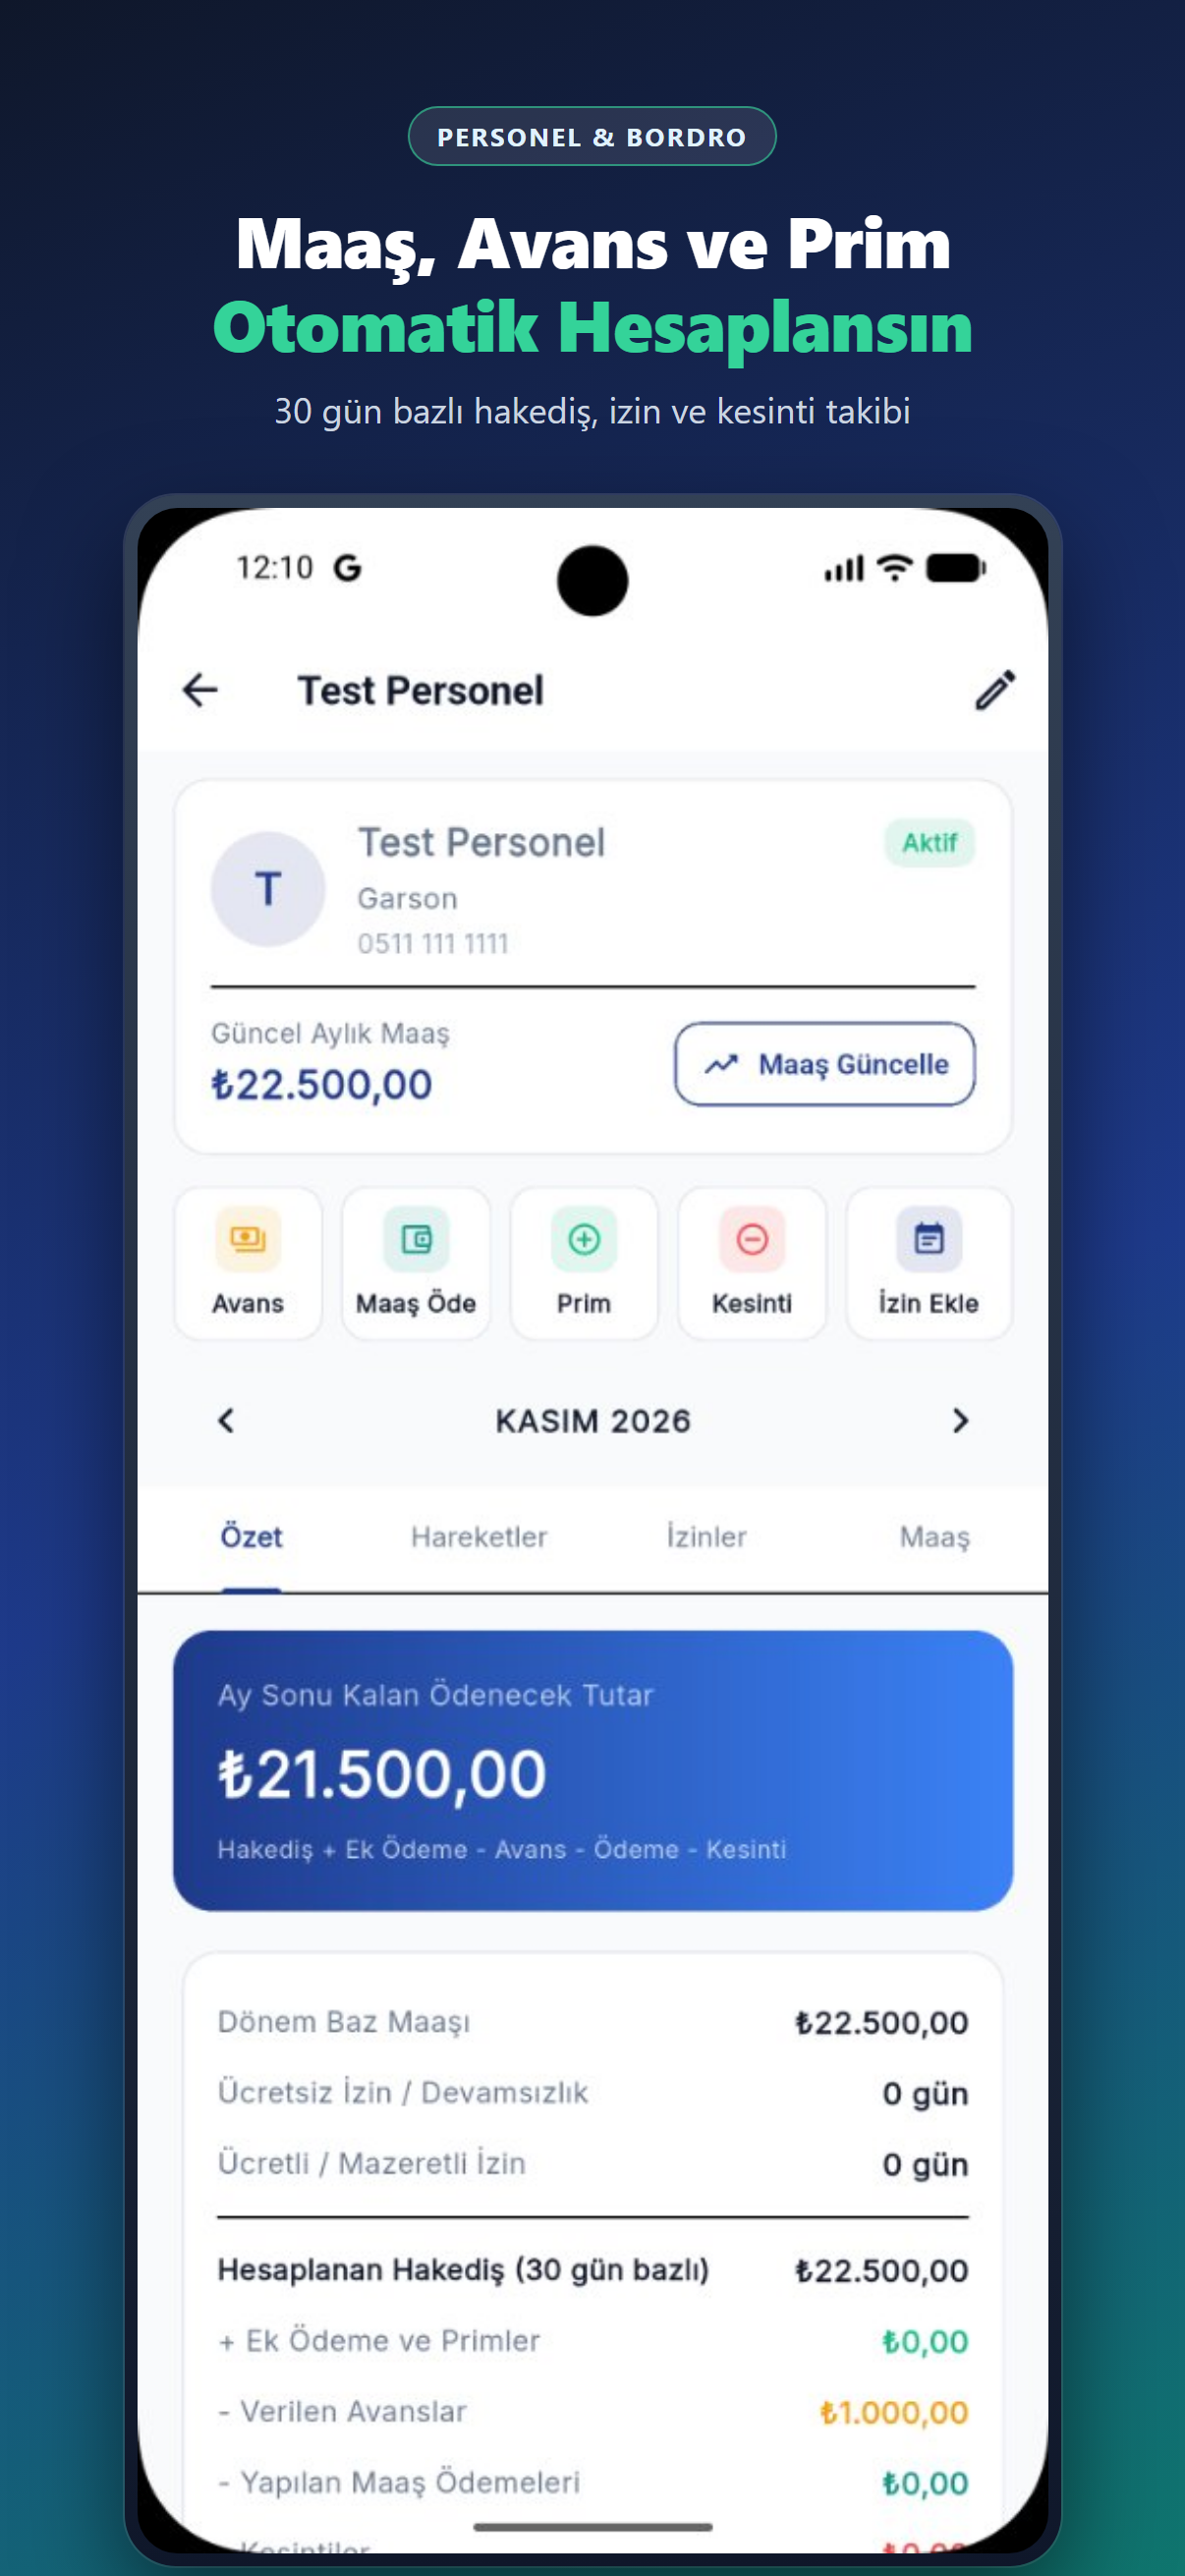 PERSONEL & BORDRO
Maaş, Avans ve Prim
Otomatik Hesaplansın
30 gün bazlı hakediş, izin ve kesinti takibi
12:10 G
Test Personel
T
Test Personel
Aktif
Garson
0511 111 1111
Güncel Aylık Maaş
₺22.500,00
Maaş Güncelle
Avans
Maaş Öde
Prim
Kesinti
İzin Ekle
KASIM 2026
Özet
Hareketler
İzinler
Maaş
Ay Sonu Kalan Ödenecek Tutar
₺21.500,00
Hakediş + Ek Ödeme - Avans - Ödeme - Kesinti
Dönem Baz Maaşı ₺22.500,00
Ücretsiz İzin / Devamsızlık 0 gün
Ücretli / Mazeretli İzin 0 gün
Hesaplanan Hakediş (30 gün bazlı) ₺22.500,00
+ Ek Ödeme ve Primler ₺0,00
- Verilen Avanslar ₺1.000,00
- Yapılan Maaş Ödemeleri ₺0,00
- Kesintiler ₺0,00